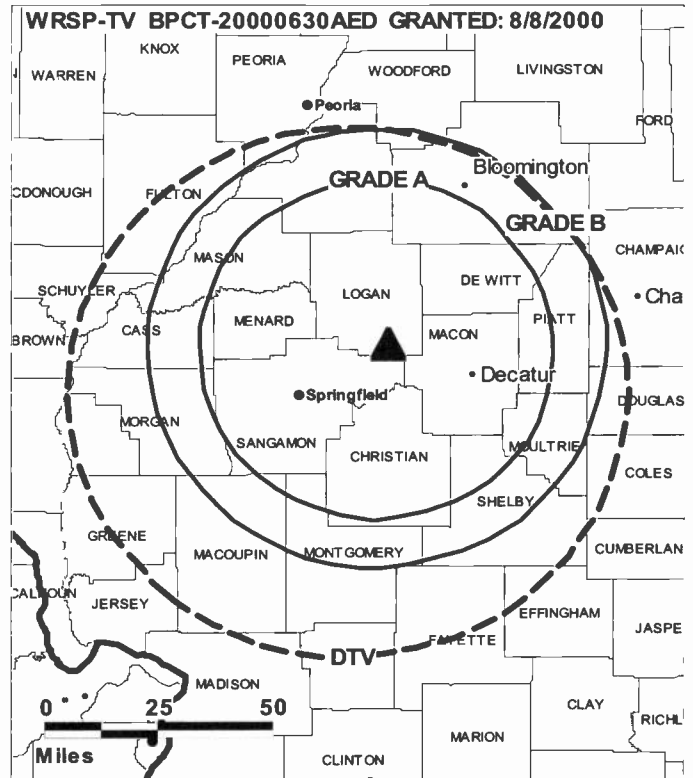 WRSP-TV BPCT-20000630AED GRANTED: 8/8/2000
KNOX
PEORIA
WARREN
WOODFORD
LIVINGSTON
Peoria
FORD
Bloomington
GRADE A
CDONOUGH
FULTON
GRADE B
MASON
CHAMPAIG
DE WITT
SCHUYLER
LOGAN
Cha
MENARD
PIATT
CASS
MACON
BROWN
Decatur
Springfield
DOUGLAS
MORGAN
SANGAMON
CHRISTIAN
MOULTRIE
COLES
SHELBY
GREENE
MACOUPIN
MONTGOMERY
CUMBERLAN
CALHOUN
JERSEY
EFFINGHAM
JASPE
FAYETTE
DTV
MADISON
CLAY
0 25 50
RICHL
MARION
Miles
CLINTON